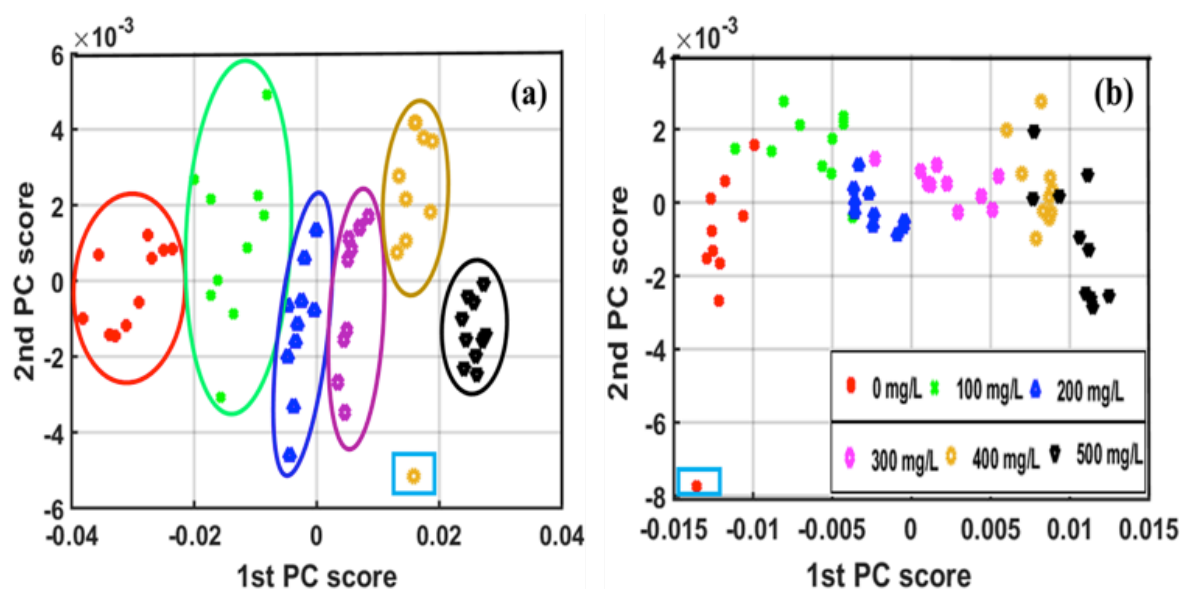 ×10⁻³
(a)
6
4
2
0
-2
-4
-6
2nd PC score
-0.04 -0.02 0 0.02 0.04
1st PC score
×10⁻³
(b)
4
2
0
-2
-4
-6
-8
2nd PC score
0 mg/L 100 mg/L 200 mg/L
300 mg/L 400 mg/L 500 mg/L
-0.015 -0.01 -0.005 0 0.005 0.01 0.015
1st PC score